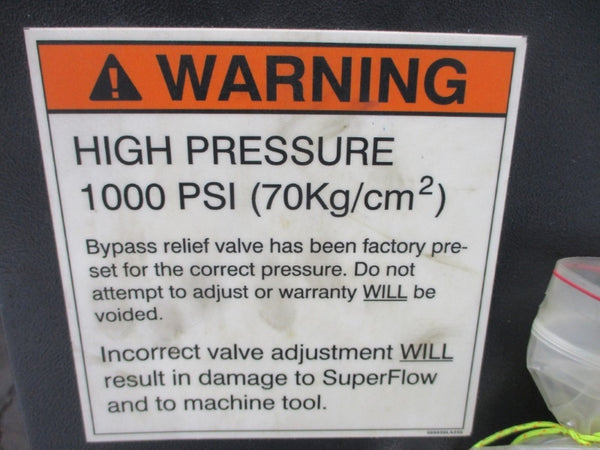 WARNING
HIGH PRESSURE
1000 PSI (70Kg/cm²)
Bypass relief valve has been factory pre-
set for the correct pressure. Do not
attempt to adjust or warranty WILL be
voided.
Incorrect valve adjustment WILL
result in damage to SuperFlow
and to machine tool.